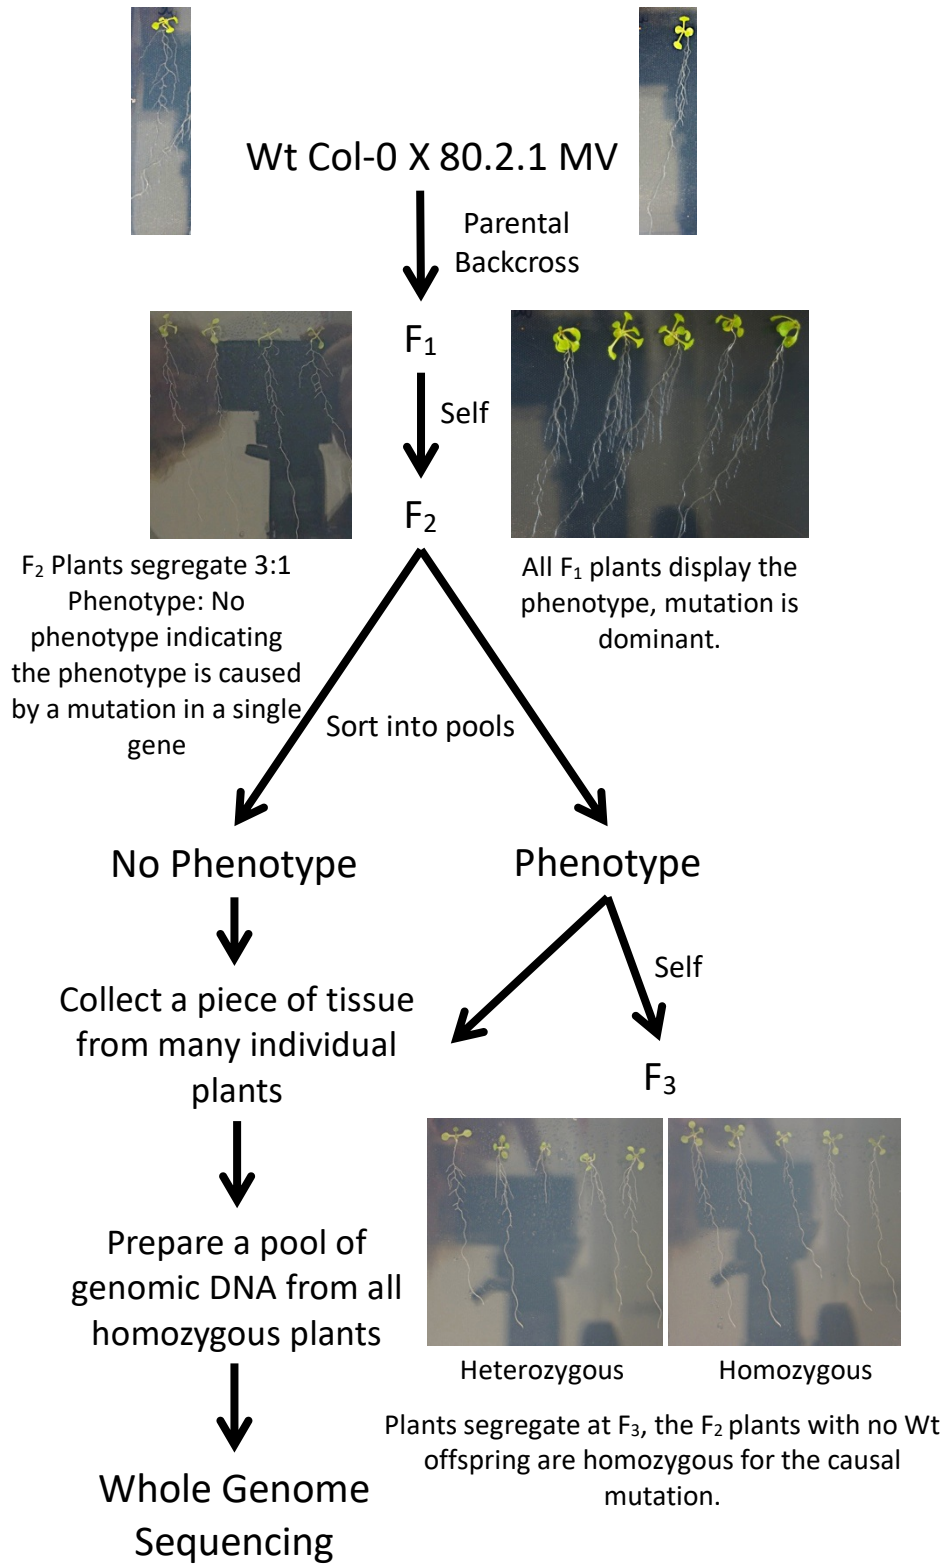 Wt Col-0 X 80.2.1 MV
Parental
Backcross
F₁
Self
F₂
F₂ Plants segregate 3:1
Phenotype: No
phenotype indicating
the phenotype is caused
by a mutation in a single
gene
All F₁ plants display the
phenotype, mutation is
dominant.
Sort into pools
No Phenotype
Phenotype
Self
Collect a piece of tissue
from many individual
plants
F₃
Prepare a pool of
genomic DNA from all
homozygous plants
Heterozygous
Homozygous
Plants segregate at F₃, the F₂ plants with no Wt
offspring are homozygous for the causal
mutation.
Whole Genome
Sequencing